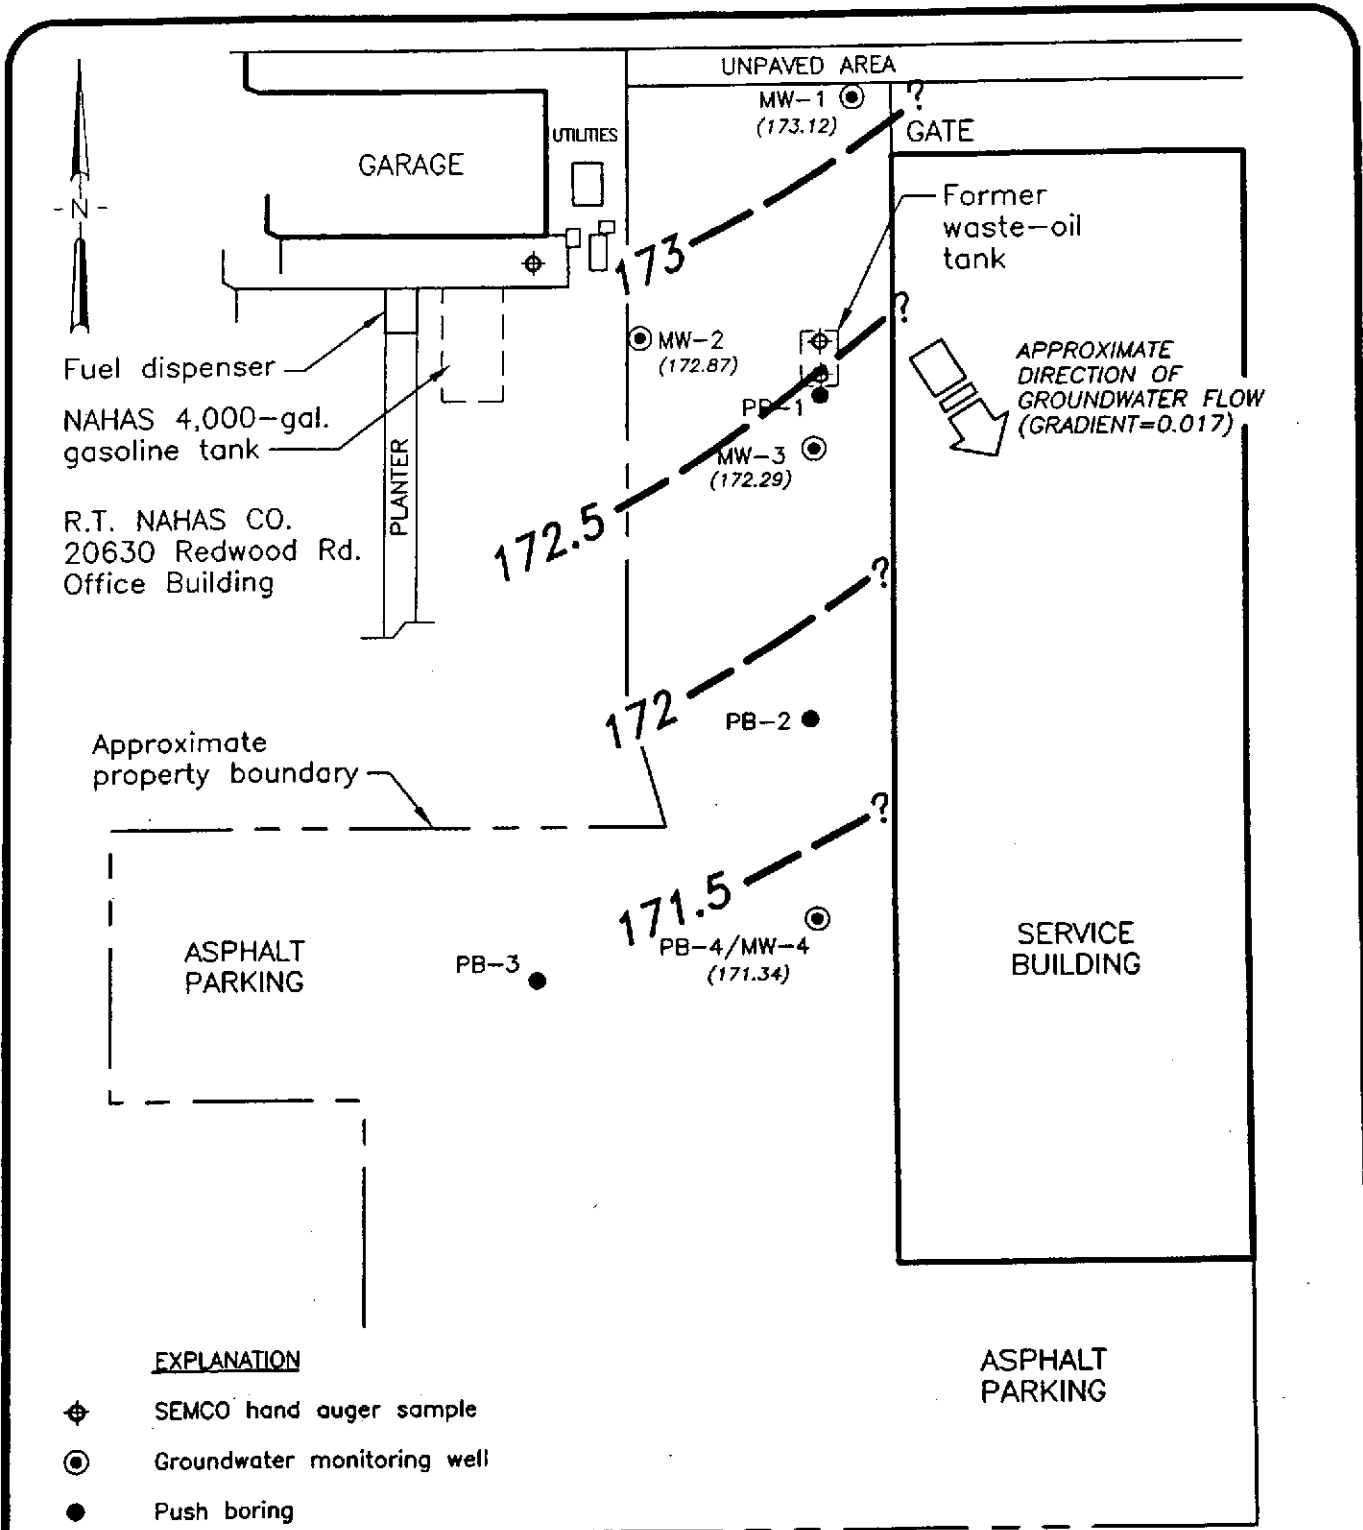 UNPAVED AREA
MW-1
(173.12)
?
GATE
UTILITIES
GARAGE
-N-
Former
waste-oil
tank
173
?
MW-2
(172.87)
APPROXIMATE
DIRECTION OF
GROUNDWATER FLOW
(GRADIENT=0.017)
Fuel dispenser
NAHAS 4,000-gal.
gasoline tank
PB-1
MW-3
(172.29)
PLANTER
R.T. NAHAS CO.
20630 Redwood Rd.
Office Building
172.5
?
172
PB-2
Approximate
property boundary
?
171.5
PB-4/MW-4
(171.34)
ASPHALT
PARKING
PB-3
SERVICE
BUILDING
EXPLANATION
SEMCO hand auger sample
Groundwater monitoring well
Push boring
ASPHALT
PARKING